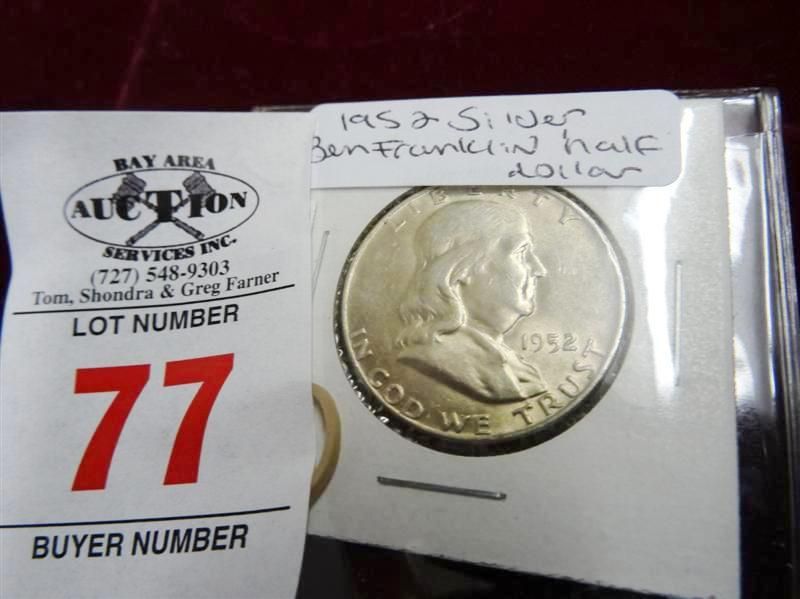 BAY AREA
AUCTION
SERVICES INC.
(727) 548-9303
Tom, Shondra & Greg Farner
LOT NUMBER
77
BUYER NUMBER
1952 Silver
Ben Franklin half
dollar
LIBERTY
1952
IN GOD WE TRUST